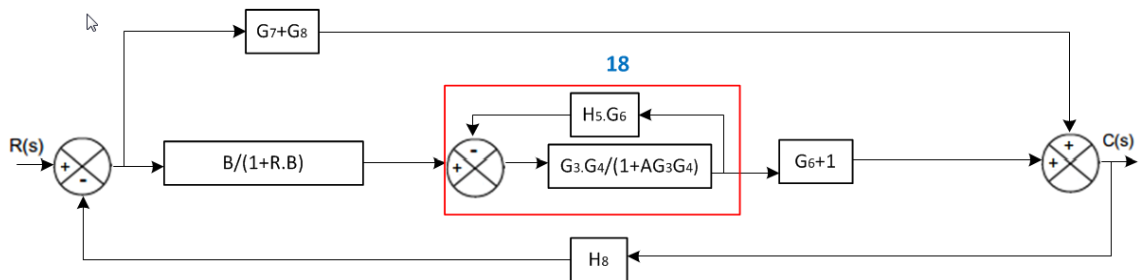 G7+G8
18
H5.G6
R(s)
C(s)
+
-
B/(1+R.B)
-
+
G3.G4/(1+AG3G4)
G6+1
+
+
H8